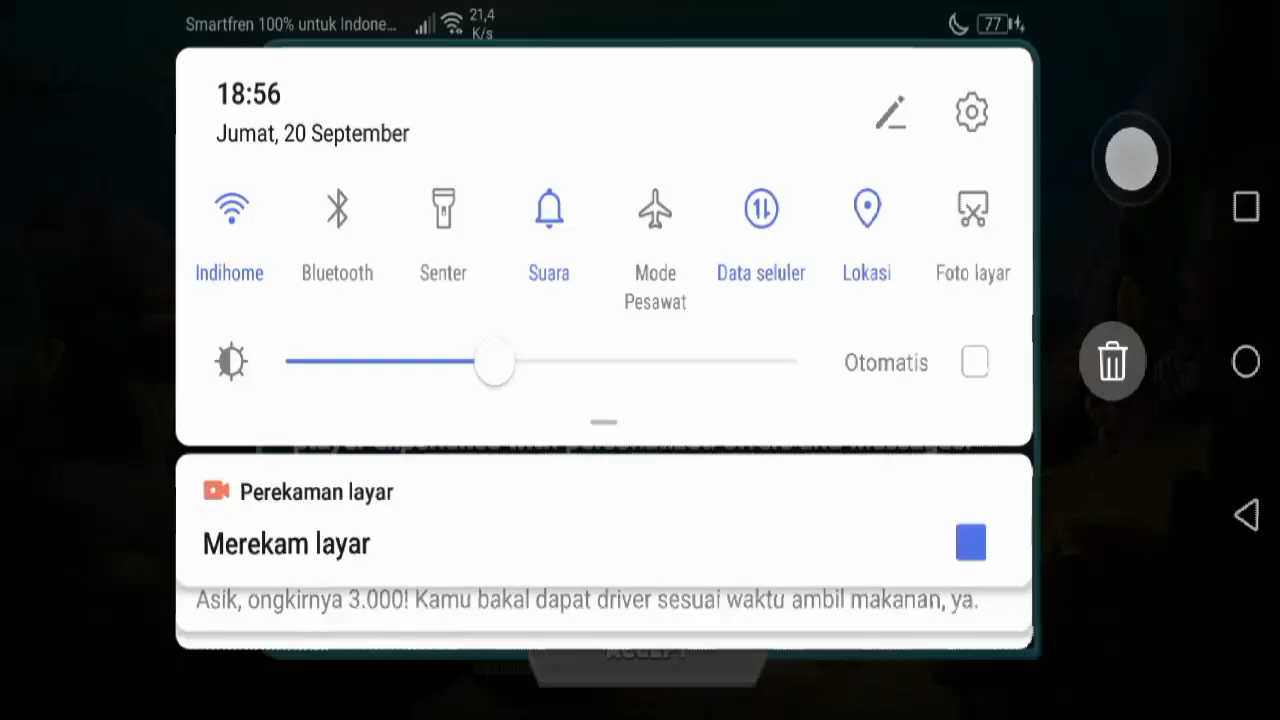 Smartfren 100% untuk Indone...
21,4
K/s
77
18:56
Jumat, 20 September
Indihome
Bluetooth
Senter
Suara
Mode
Pesawat
Data seluler
Lokasi
Foto layar
Otomatis
Perekaman layar
Merekam layar
Asik, ongkirnya 3.000! Kamu bakal dapat driver sesuai waktu ambil makanan, ya.
ACCEPT